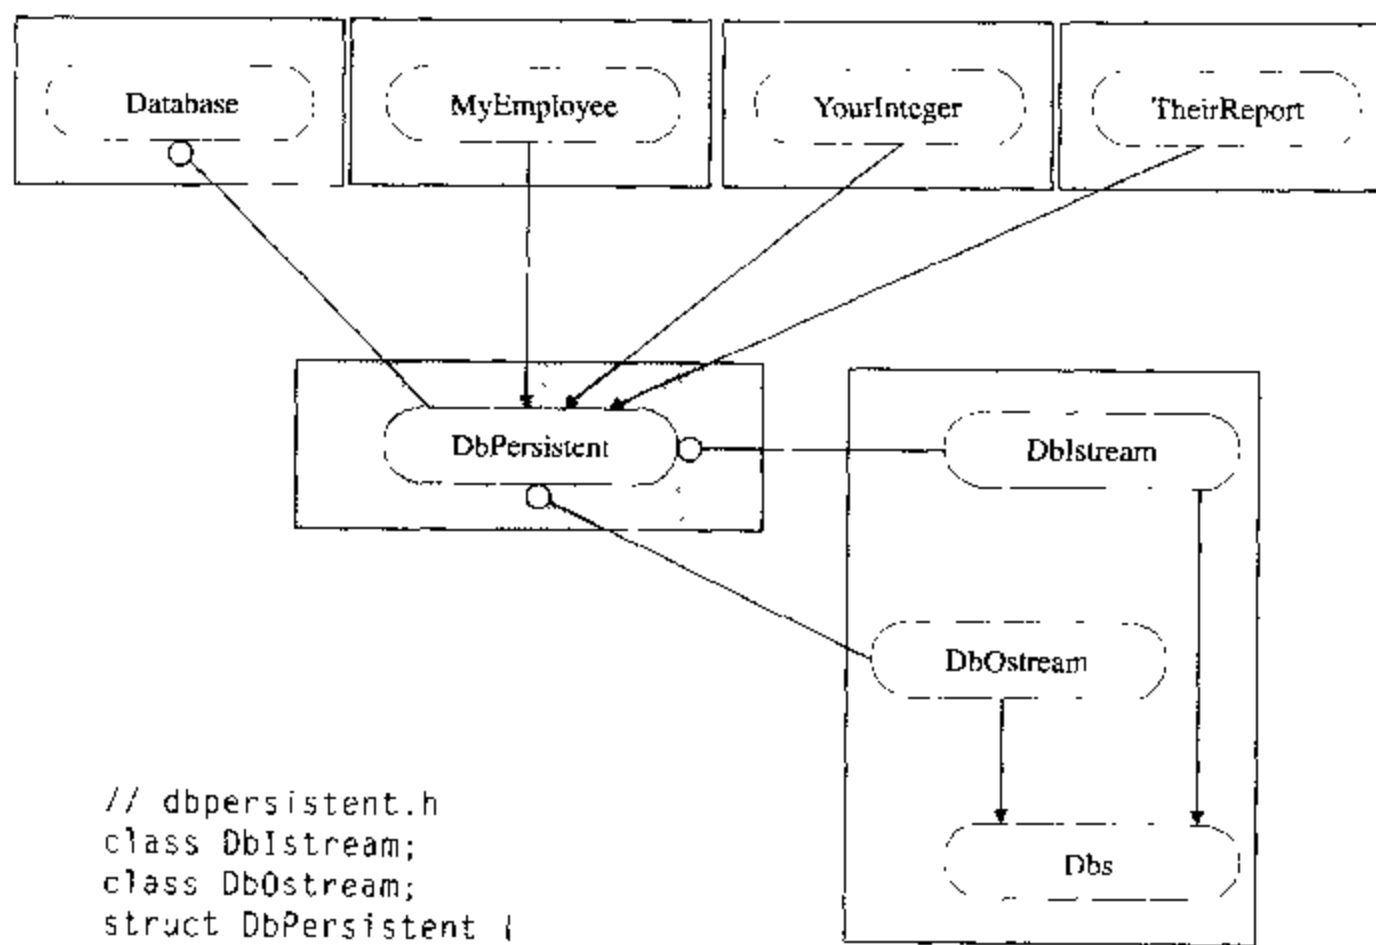 Database
MyEmployee
YourInteger
TheirReport
DbPersistent
DbIstream
DbOstream
Dbs
// dbpersistent.h
class DbIstream;
class DbOstream;
struct DbPersistent {